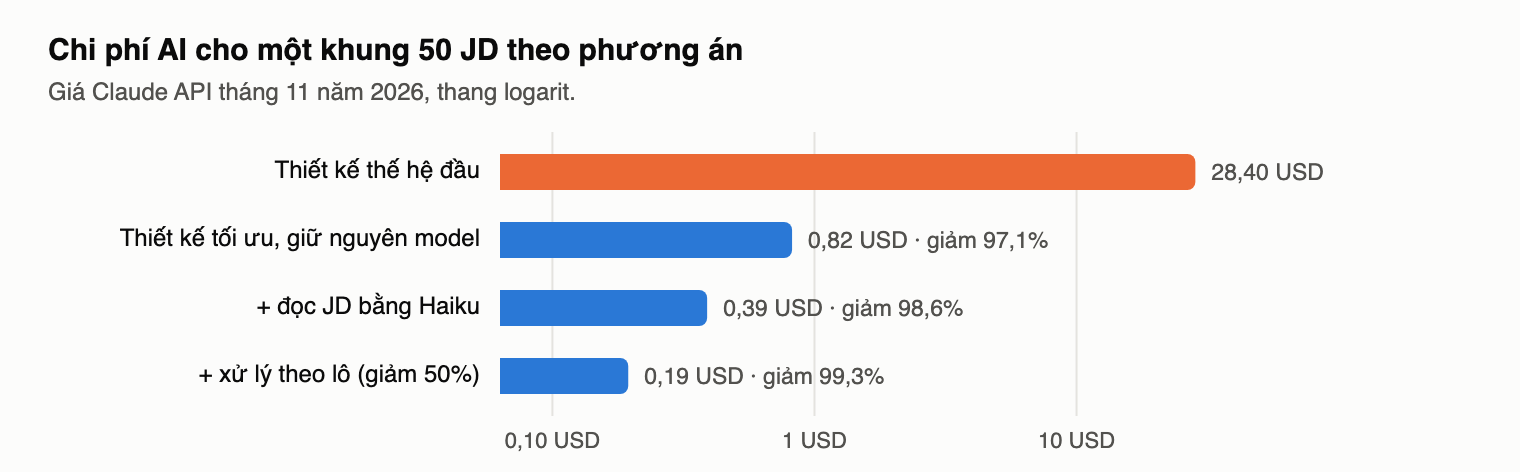 Chi phí AI cho một khung 50 JD theo phương án
Giá Claude API tháng 11 năm 2026, thang logarit.
Thiết kế thế hệ đầu
28,40 USD
Thiết kế tối ưu, giữ nguyên model
0,82 USD · giảm 97,1%
+ đọc JD bằng Haiku
0,39 USD · giảm 98,6%
+ xử lý theo lô (giảm 50%)
0,19 USD · giảm 99,3%
0,10 USD
1 USD
10 USD